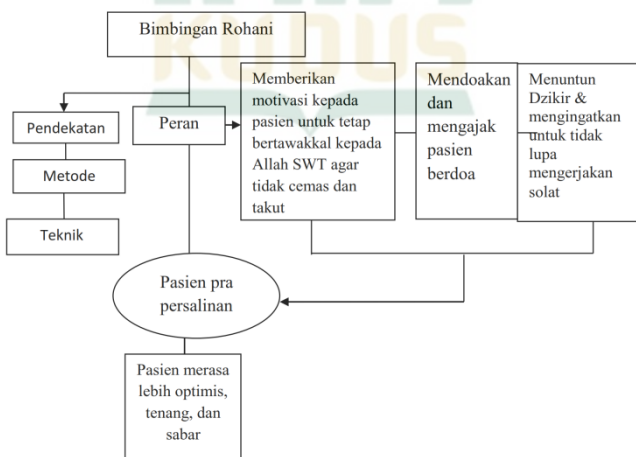 KUDUS
Bimbingan Rohani
Pendekatan
Metode
Teknik
Peran
Memberikan
motivasi kepada
pasien untuk tetap
bertawakkal kepada
Allah SWT agar
tidak cemas dan
takut
Mendoakan
dan
mengajak
pasien
berdoa
Menuntun
Dzikir &
mengingatkan
untuk tidak
lupa
mengerjakan
solat
Pasien pra
persalinan
Pasien merasa
lebih optimis,
tenang, dan
sabar